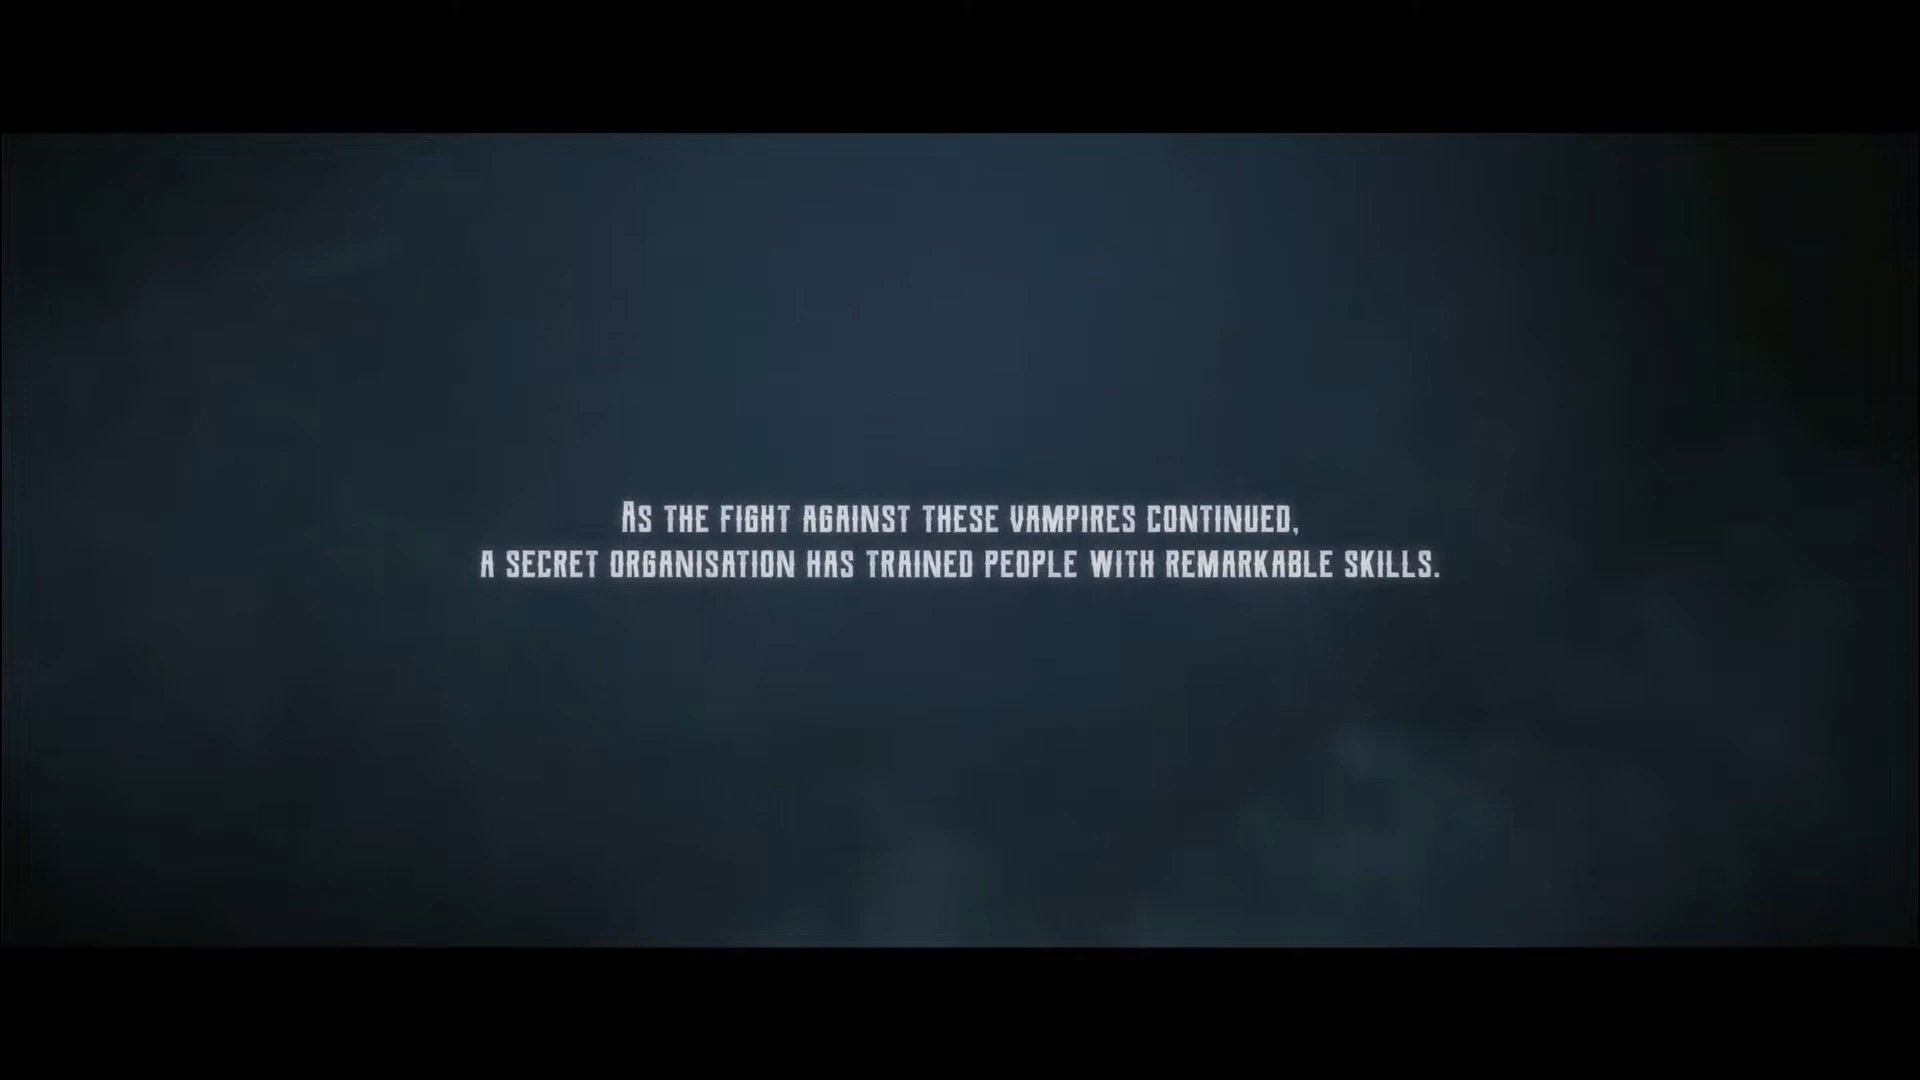 As the fight against these vampires continued,
a secret organisation has trained people with remarkable skills.